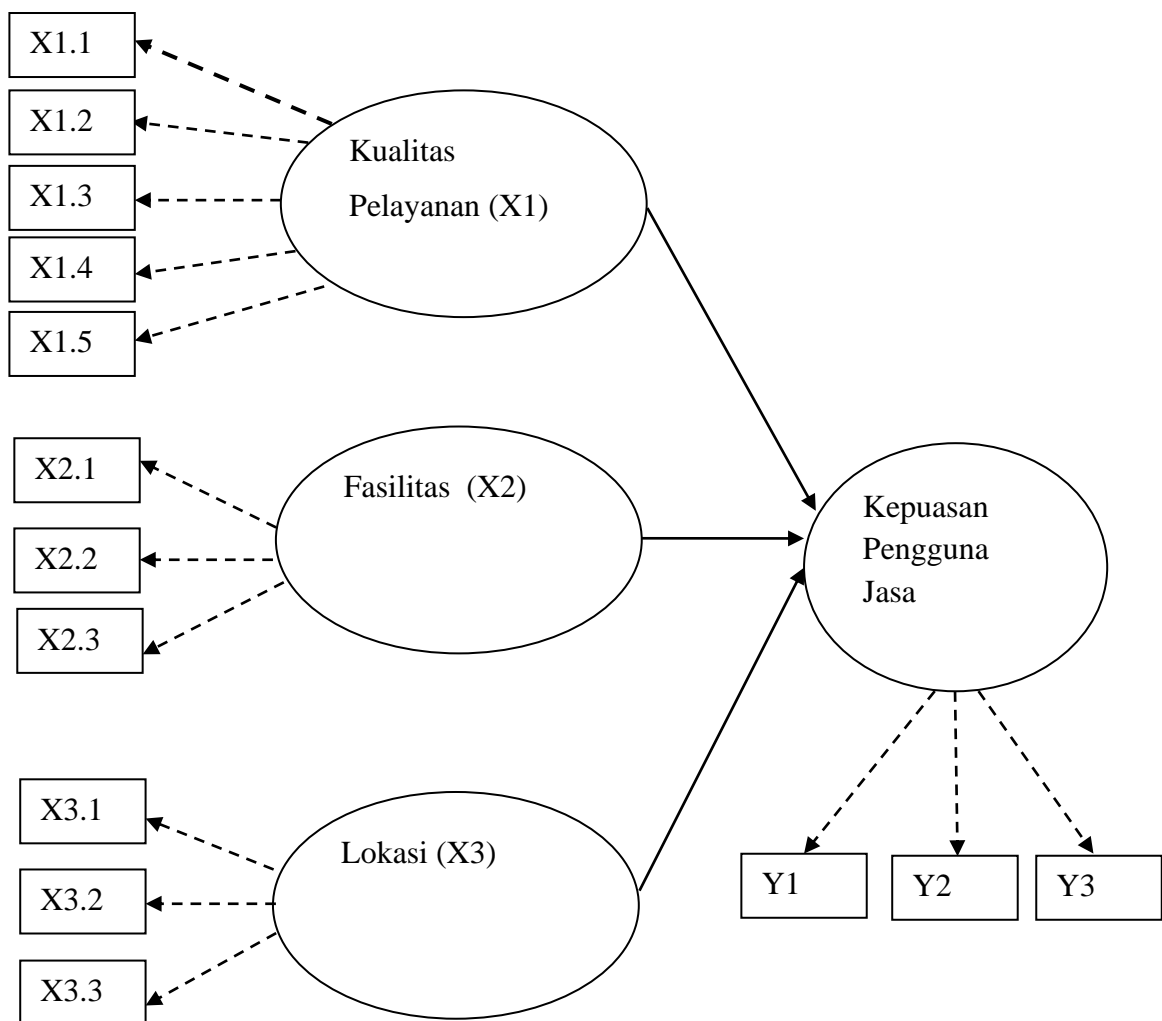 X1.1
X1.2
X1.3
X1.4
X1.5
Kualitas
Pelayanan (X1)
X2.1
X2.2
X2.3
Fasilitas (X2)
Kepuasan
Pengguna
Jasa
X3.1
X3.2
X3.3
Lokasi (X3)
Y1
Y2
Y3